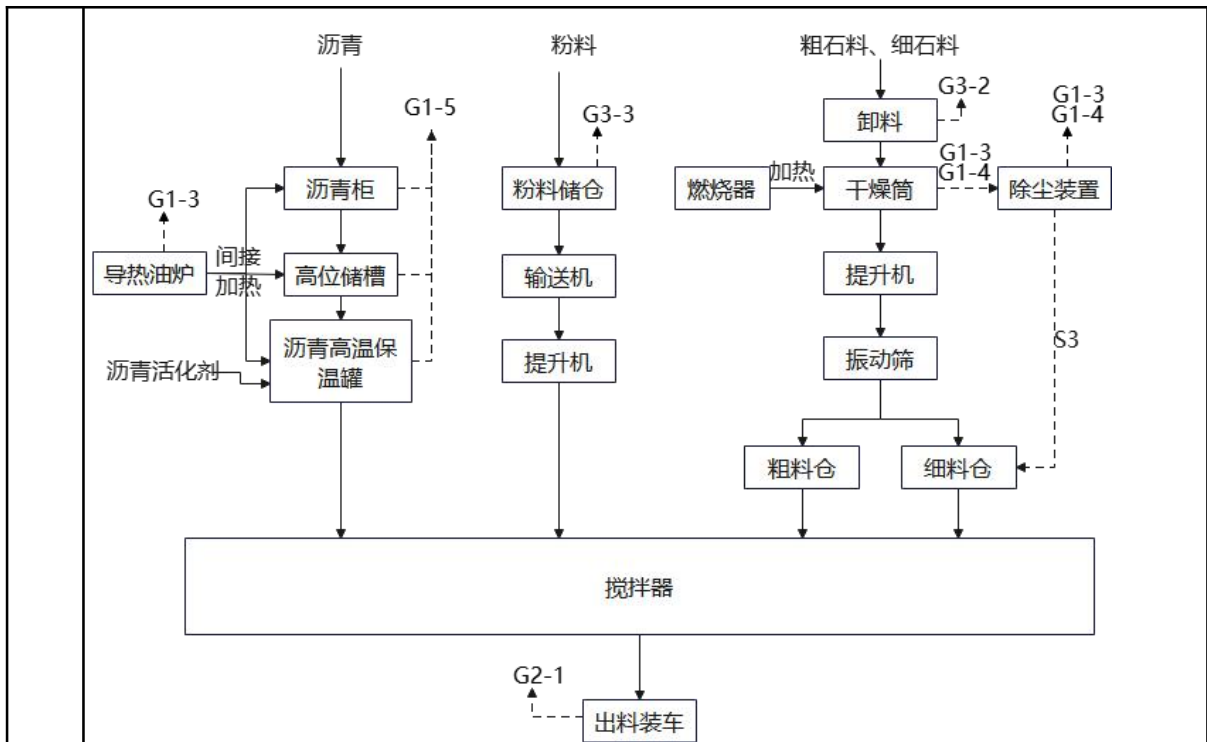 沥青
粉料
粗石料、细石料
G1-5
G3-3
G3-2
G1-3
G1-4
卸料
G1-3
沥青柜
粉料储仓
燃烧器
加热
干燥筒
G1-3
G1-4
除尘装置
导热油炉
间接
加热
高位储槽
输送机
提升机
沥青活化剂
沥青高温保
温罐
提升机
振动筛
S3
粗料仓
细料仓
搅拌器
G2-1
出料装车